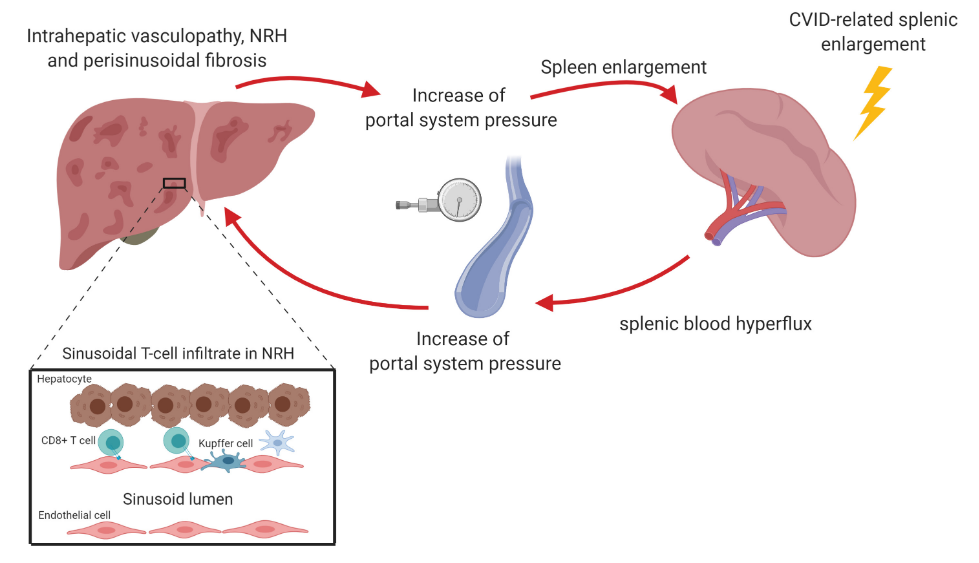 Intrahepatic vasculopathy, NRH
and perisinusoidal fibrosis
Increase of
portal system pressure
Spleen enlargement
CVID-related splenic
enlargement
splenic blood hyperflux
Increase of
portal system pressure
Sinusoidal T-cell infiltrate in NRH
Hepatocyte
CD8+ T cell
Kupffer cell
Sinusoid lumen
Endothelial cell